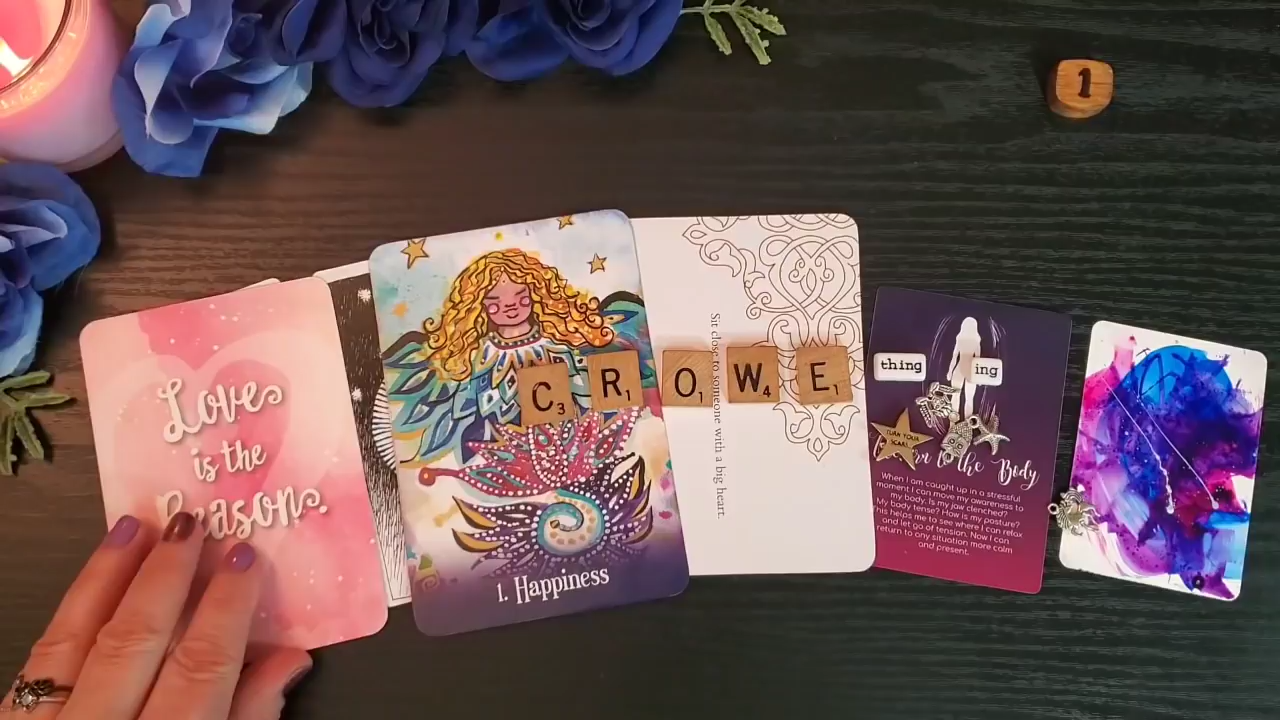 1
Love
is the
Reason.
C3 R1 O1 W4 E1
1. Happiness
Sit close to someone with a big heart.
thing
ing
TURN YOUR
to the Body
When I am caught up in a stressful
moment I can move my awareness to
my body. Is my jaw clenched?
My body tense? How is my posture?
This helps me to see where I can relax
and let go of tension. Now I can
return to any situation more calm
and present.